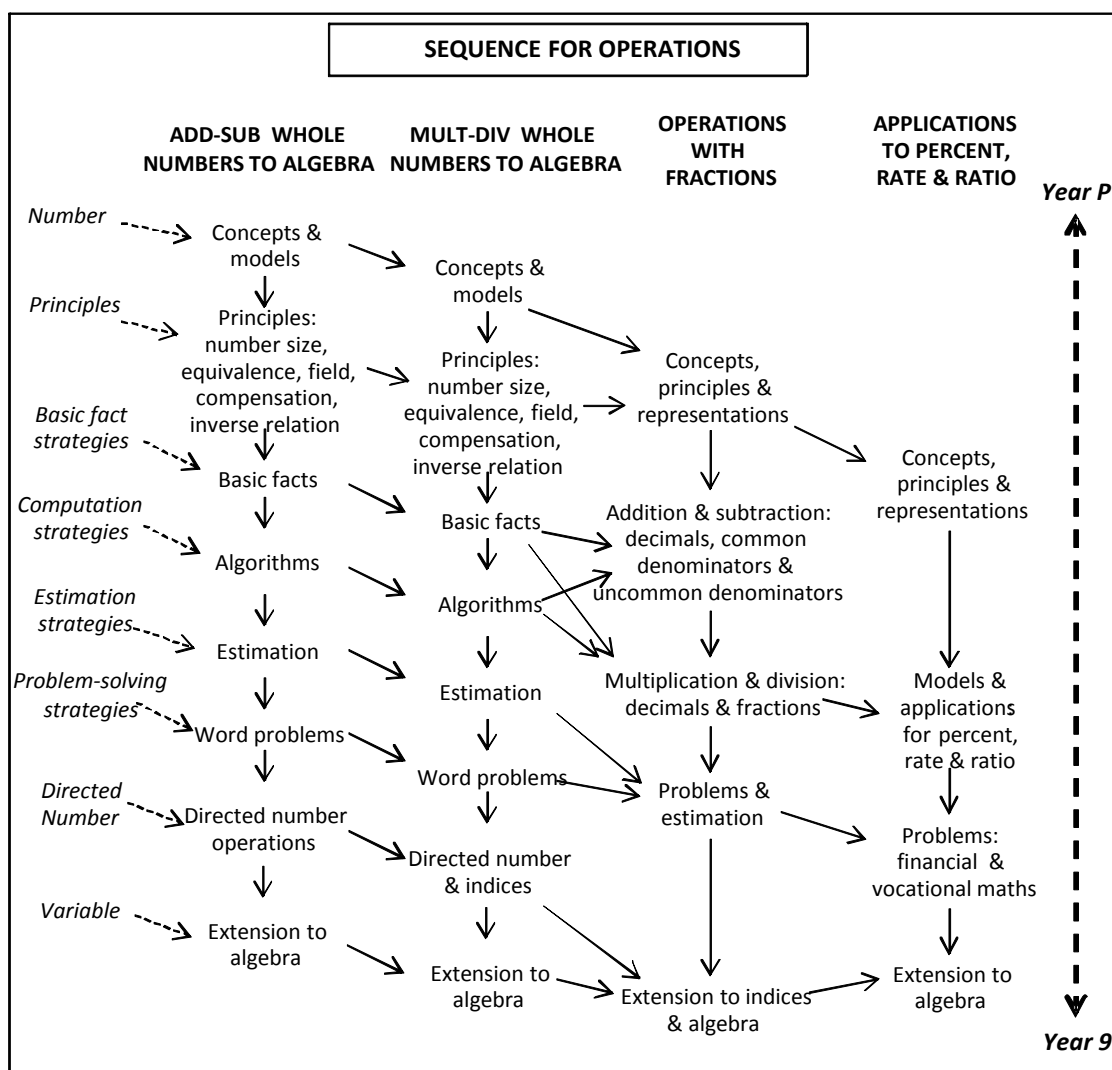 SEQUENCE FOR OPERATIONS
ADD-SUB WHOLE
NUMBERS TO ALGEBRA
MULT-DIV WHOLE
NUMBERS TO ALGEBRA
OPERATIONS
WITH
FRACTIONS
APPLICATIONS
TO PERCENT,
RATE & RATIO
Year P
Number
Principles
Basic fact
strategies
Computation
strategies
Estimation
strategies
Problem-solving
strategies
Directed
Number
Variable
Concepts &
models
Principles:
number size,
equivalence, field,
compensation,
inverse relation
Basic facts
Algorithms
Estimation
Word problems
Directed number
operations
Extension to
algebra
Concepts &
models
Principles:
number size,
equivalence, field,
compensation,
inverse relation
Basic facts
Algorithms
Estimation
Word problems
Directed number
& indices
Extension to
algebra
Concepts,
principles &
representations
Addition & subtraction:
decimals, common
denominators &
uncommon denominators
Multiplication & division:
decimals & fractions
Problems &
estimation
Extension to indices
& algebra
Concepts,
principles &
representations
Models &
applications
for percent,
rate & ratio
Problems:
financial &
vocational maths
Extension to
algebra
Year 9